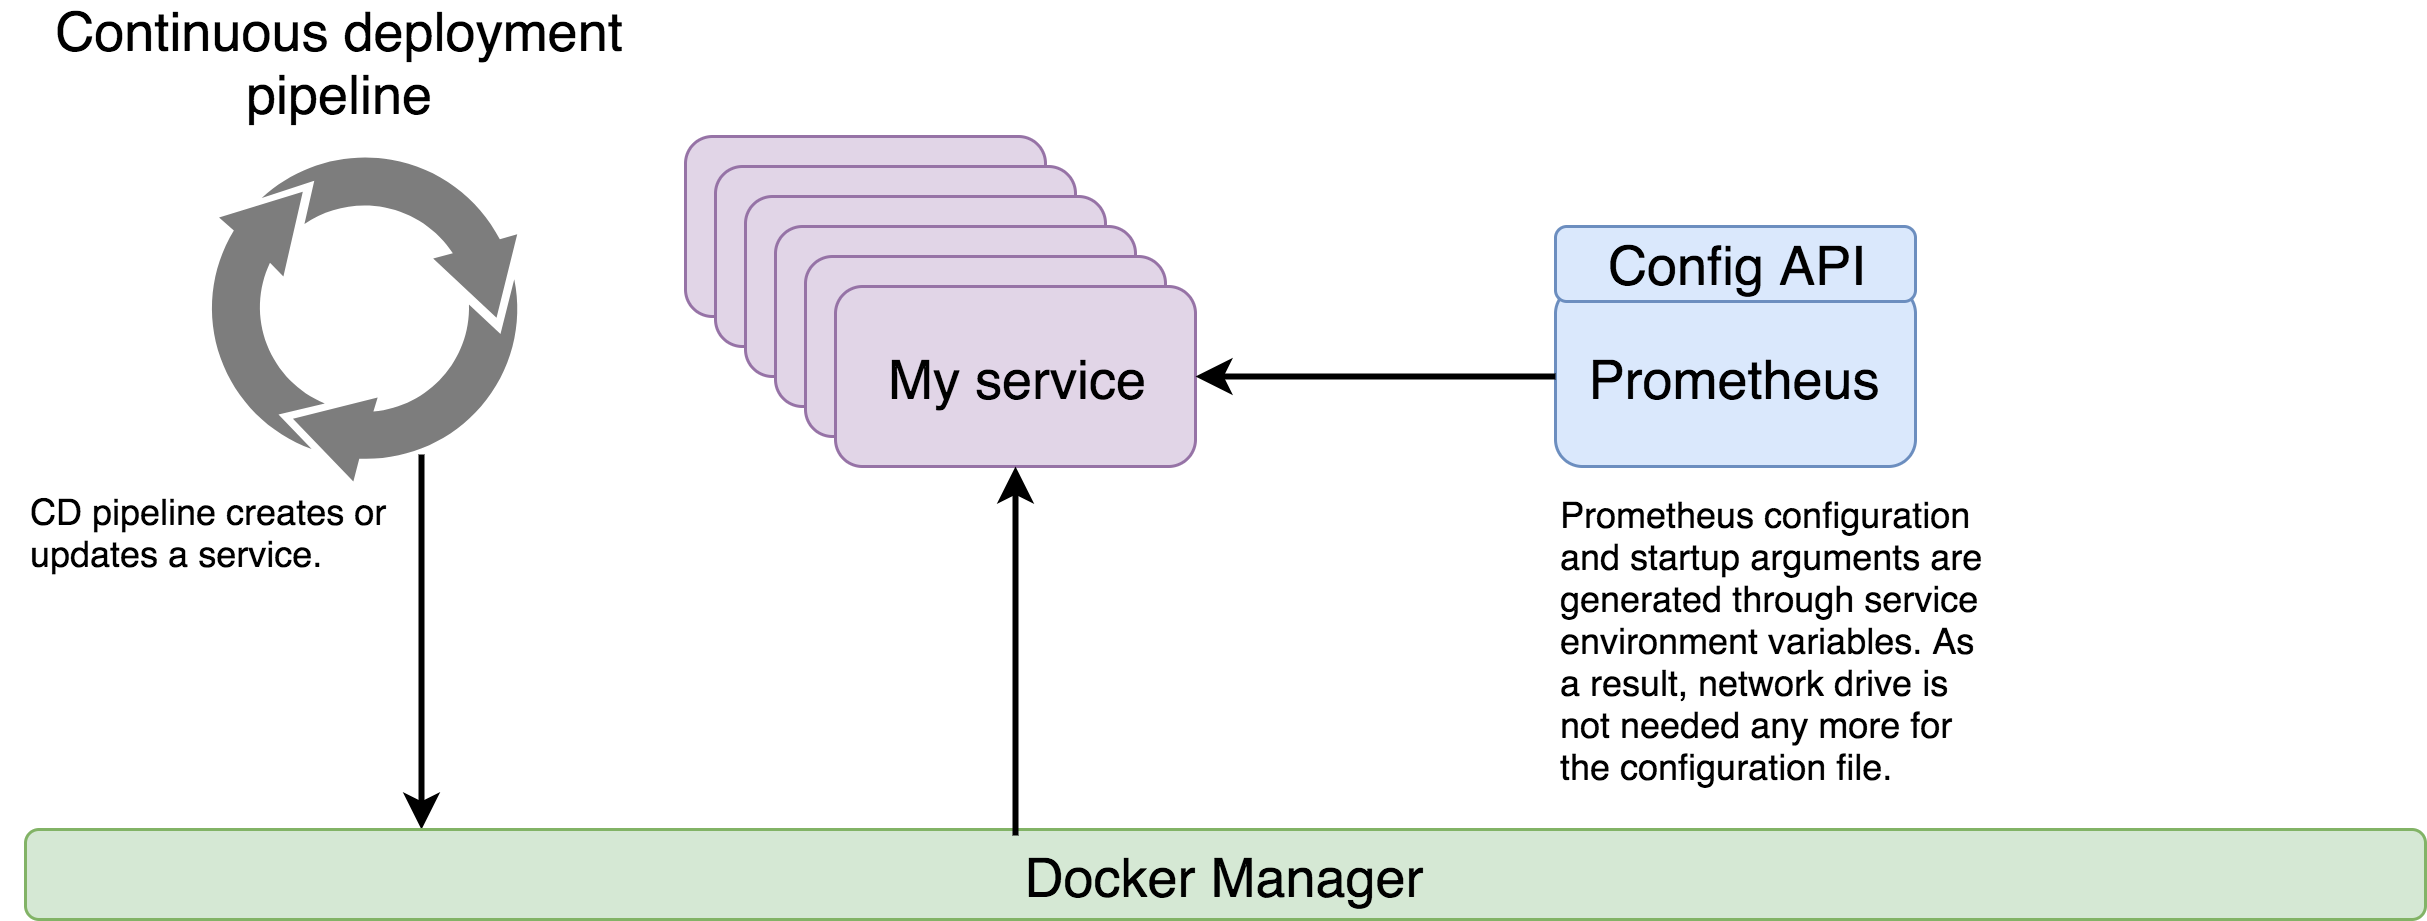 Continuous deployment
pipeline
CD pipeline creates or
updates a service.
My service
Config API
Prometheus
Prometheus configuration
and startup arguments are
generated through service
environment variables. As
a result, network drive is
not needed any more for
the configuration file.
Docker Manager